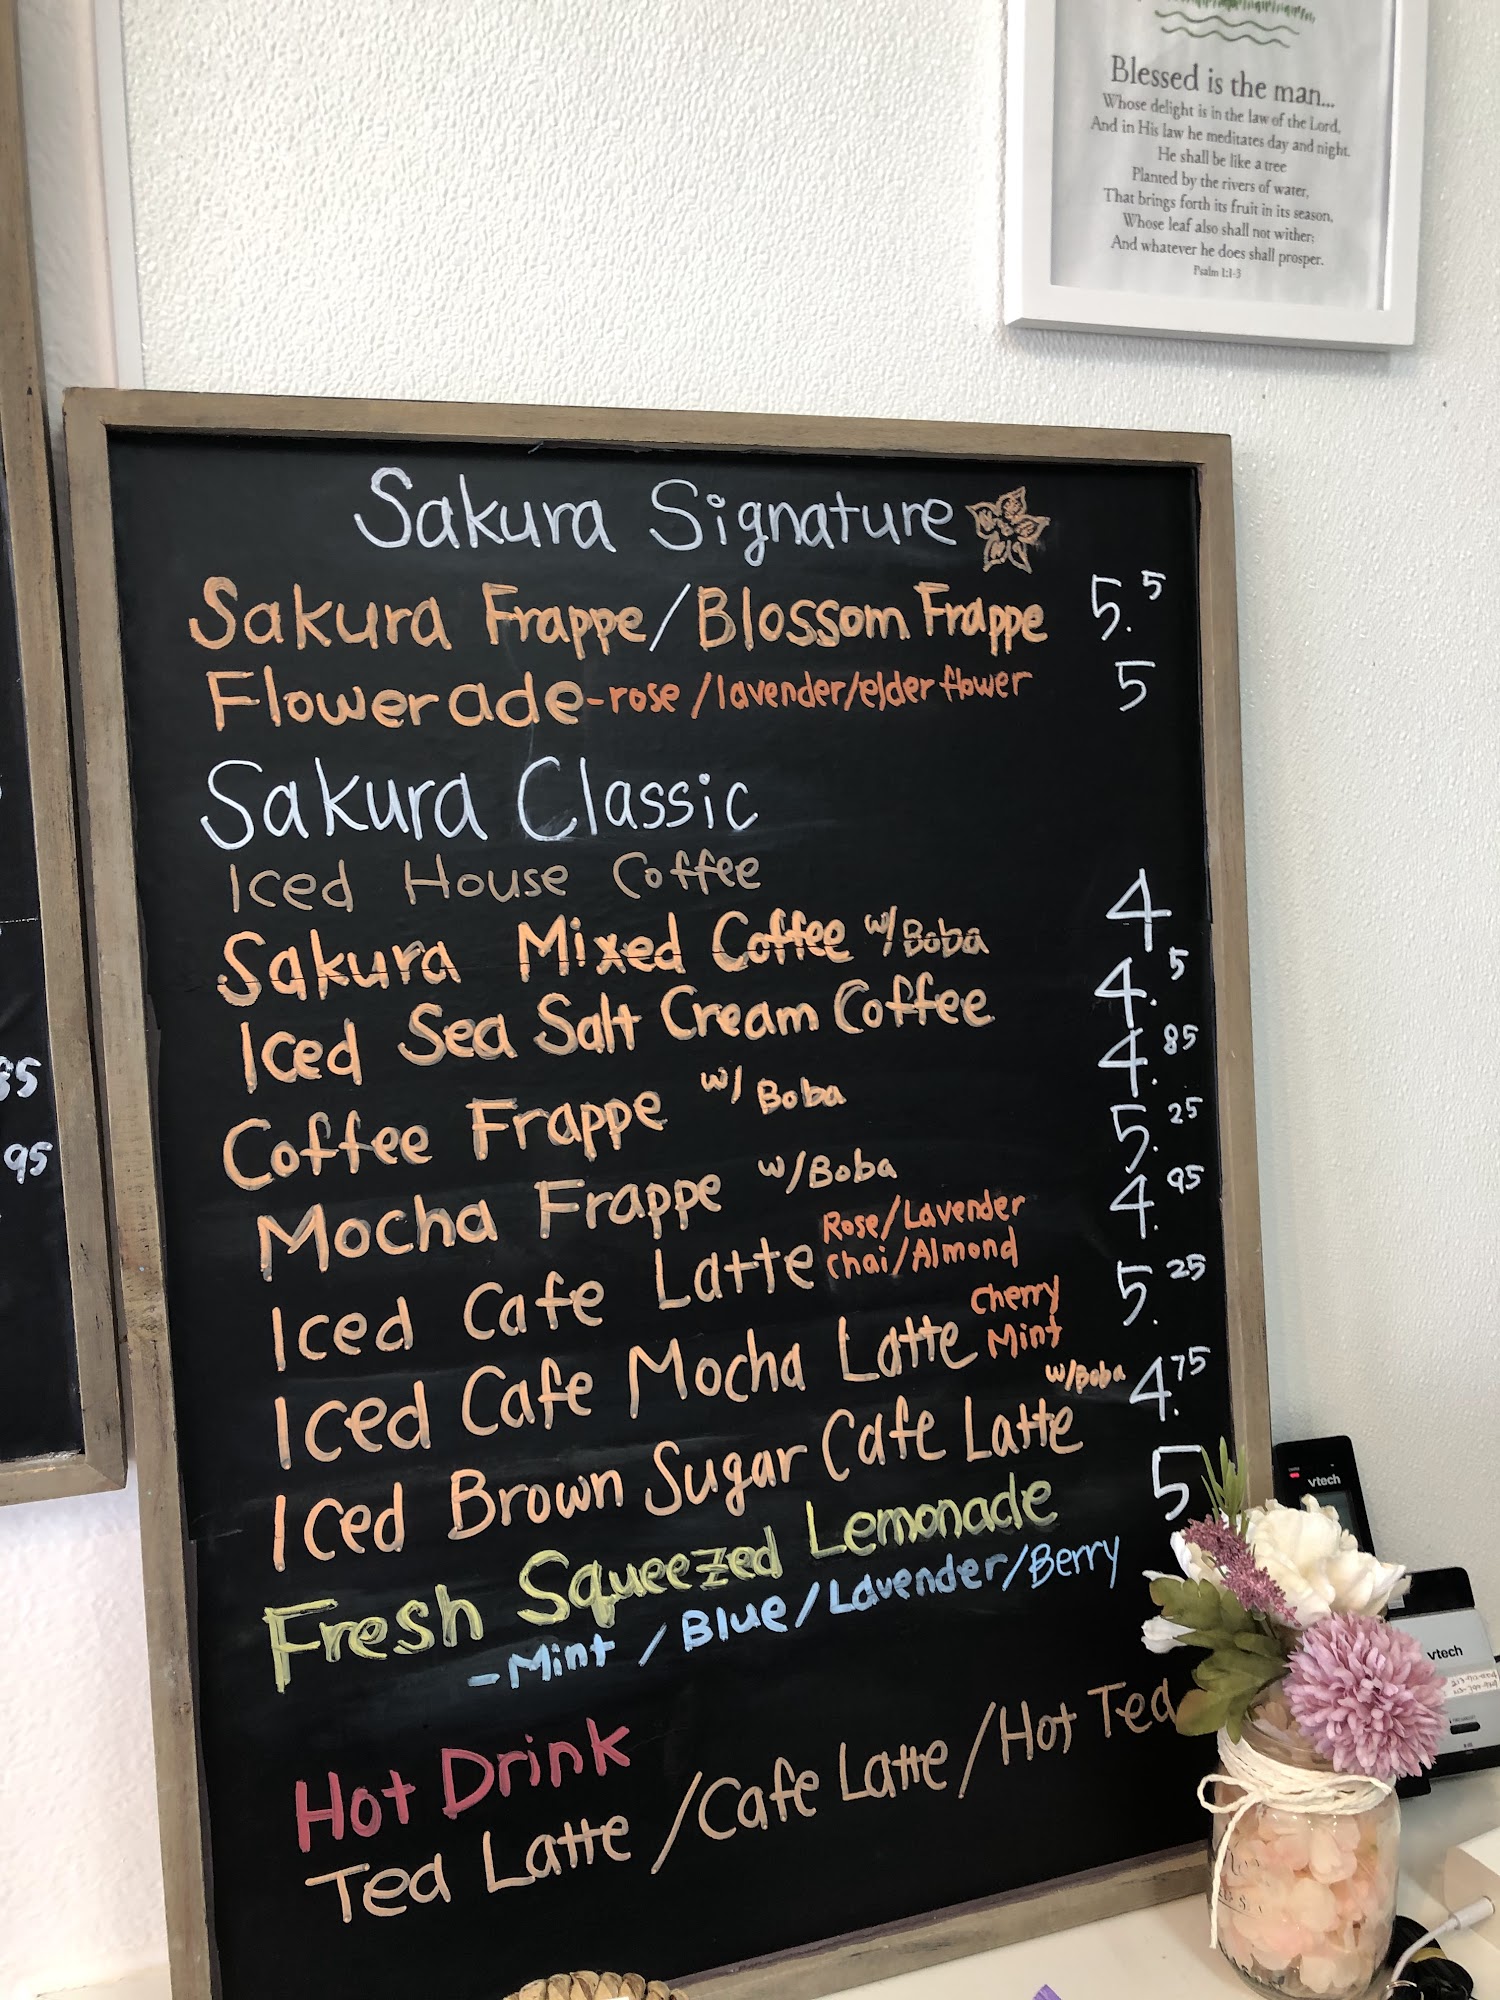 Blessed is the man...
Whose delight is in the law of the Lord,
And in His law he meditates day and night.
He shall be like a tree
Planted by the rivers of water,
That brings forth its fruit in its season,
Whose leaf also shall not wither;
And whatever he does shall prosper.
Psalm 1:1-3
Sakura Signature
Sakura Frappe/Blossom Frappe 5.5
Flowerade-rose/lavender/elderflower 5
Sakura Classic
Iced House Coffee 4
Sakura Mixed Coffee w/Boba 4.5
Iced Sea Salt Cream Coffee 4.85
Coffee Frappe w/ Boba 5.25
Mocha Frappe w/Boba 4.95
Iced Cafe Latte Rose/Lavender
Chai/Almond 5.25
Iced Cafe Mocha Latte Cherry
Mint 4.75
Iced Brown Sugar Cafe Latte w/Boba 5
Fresh Squeezed Lemonade
-Mint/Blue/Lavender/Berry
Hot Drink
Tea Latte/Cafe Latte/Hot Tea
85
95
vtech
vtech